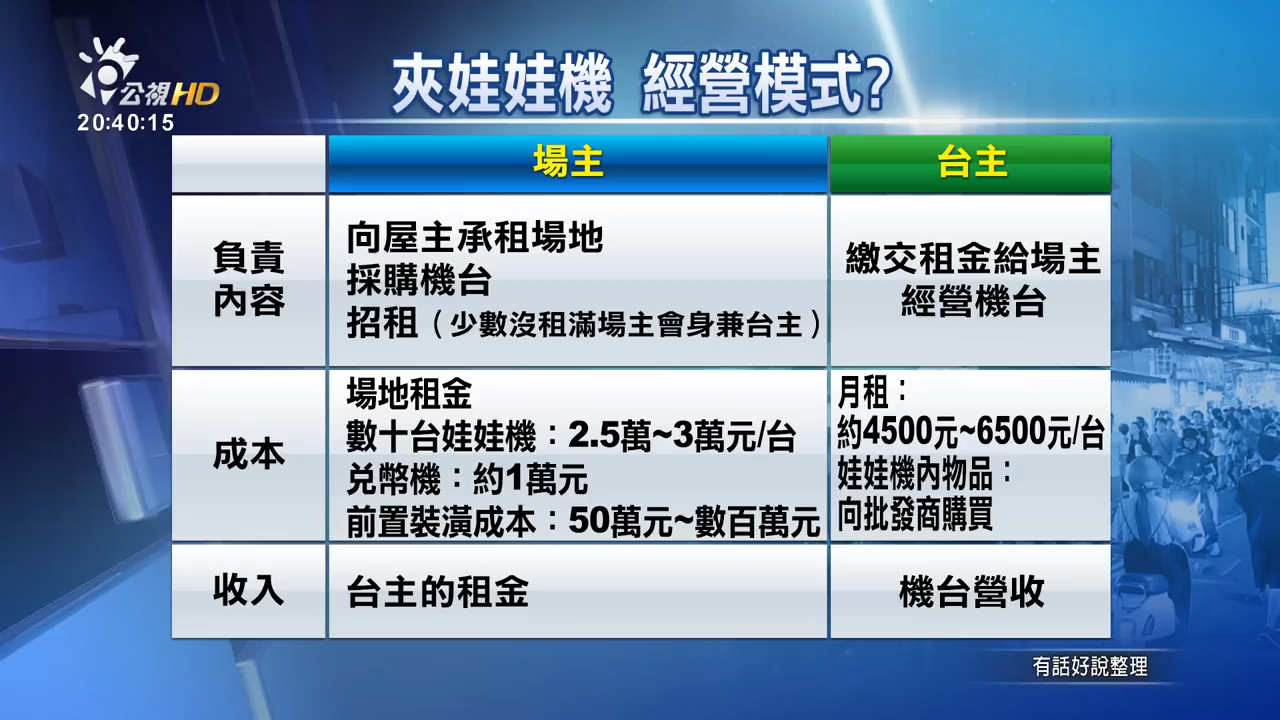 公視HD
20:40:15
夾娃娃機 經營模式?
場主
台主
負責
內容
向屋主承租場地
採購機台
招租（少數沒租滿場主會身兼台主）
繳交租金給場主
經營機台
成本
場地租金
數十台娃娃機：2.5萬~3萬元/台
兌幣機：約1萬元
前置裝潢成本：50萬元~數百萬元
月租：
約4500元~6500元/台
娃娃機內物品：
向批發商購買
收入
台主的租金
機台營收
有話好說整理